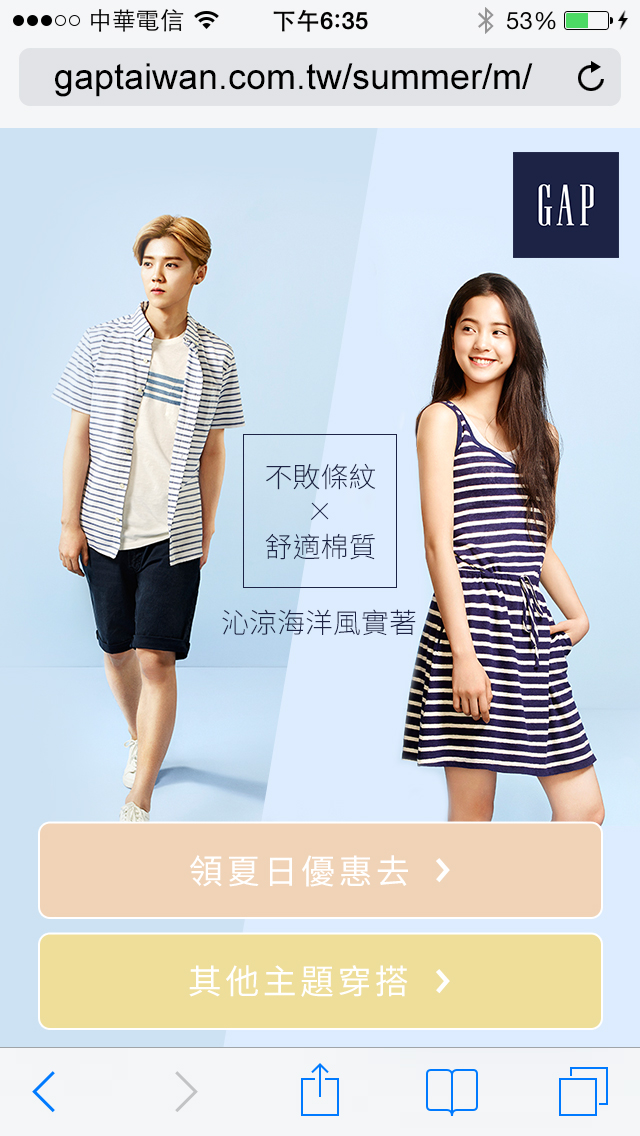 中華電信 下午6:35 53%
gaptaiwan.com.tw/summer/m/
GAP
不敗條紋
×
舒適棉質
沁涼海洋風實著
領夏日優惠去
其他主題穿搭